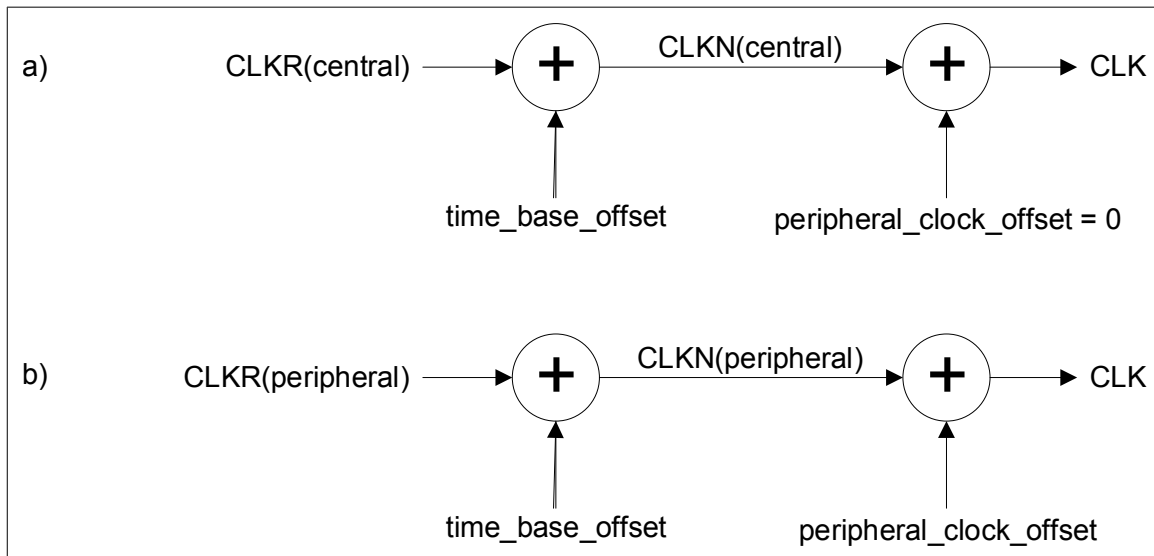 a)
CLKR(central)
+
CLKN(central)
+
CLK
time_base_offset
peripheral_clock_offset = 0
b)
CLKR(peripheral)
+
CLKN(peripheral)
+
CLK
time_base_offset
peripheral_clock_offset